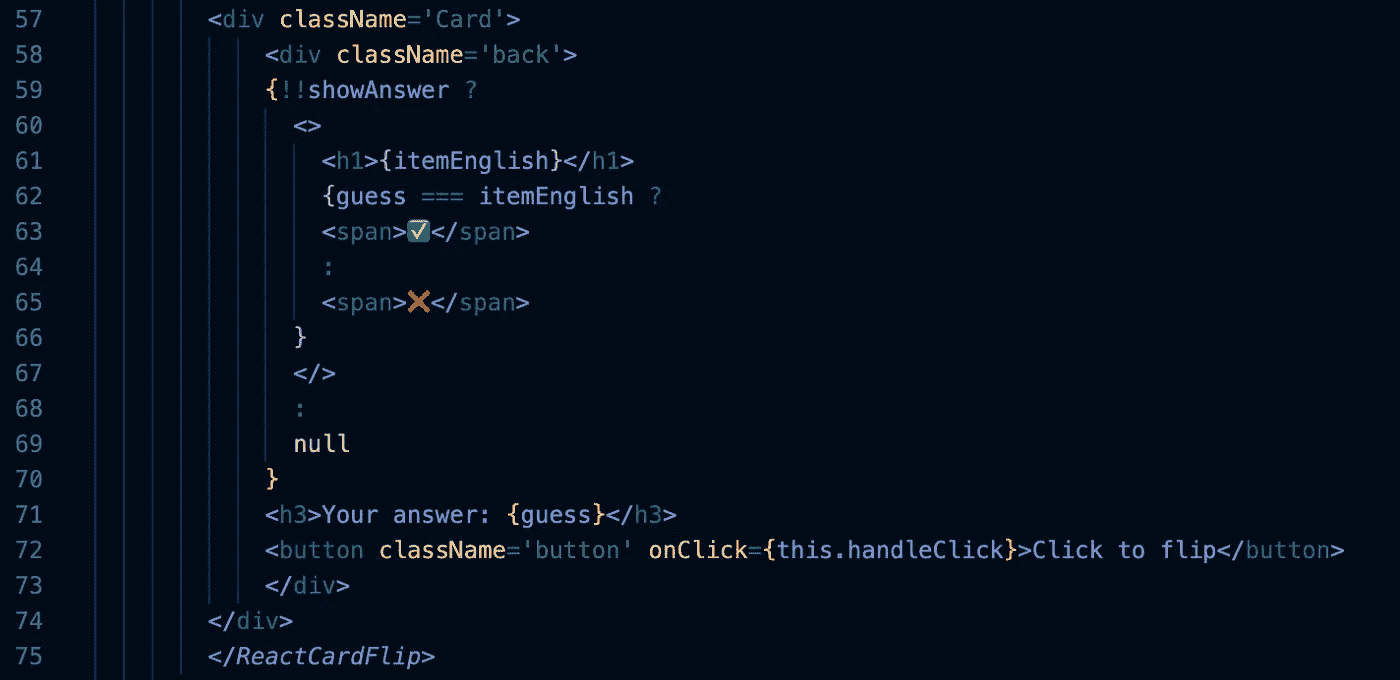 57 <div className='Card'>
58 <div className='back'>
59 {!!showAnswer ?
60 <>
61 <h1>{itemEnglish}</h1>
62 {guess === itemEnglish ?
63 <span>☑️</span>
64 :
65 <span>❌</span>
66 }
67 </>
68 :
69 null
70 }
71 <h3>Your answer: {guess}</h3>
72 <button className='button' onClick={this.handleClick}>Click to flip</button>
73 </div>
74 </div>
75 </ReactCardFlip>